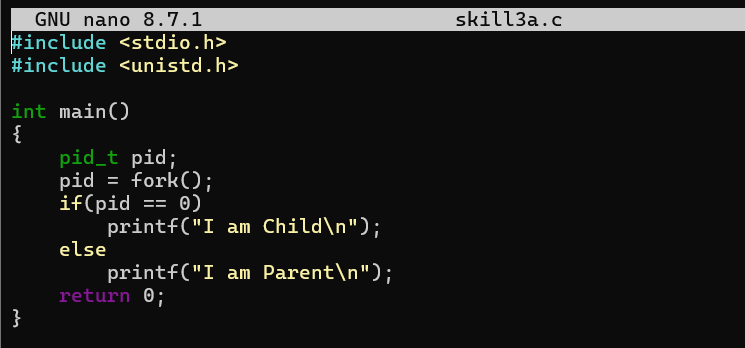 GNU nano 8.7.1 skill3a.c
#include <stdio.h>
#include <unistd.h>
int main()
{
    pid_t pid;
    pid = fork();
    if(pid == 0)
        printf("I am Child\n");
    else
        printf("I am Parent\n");
    return 0;
}